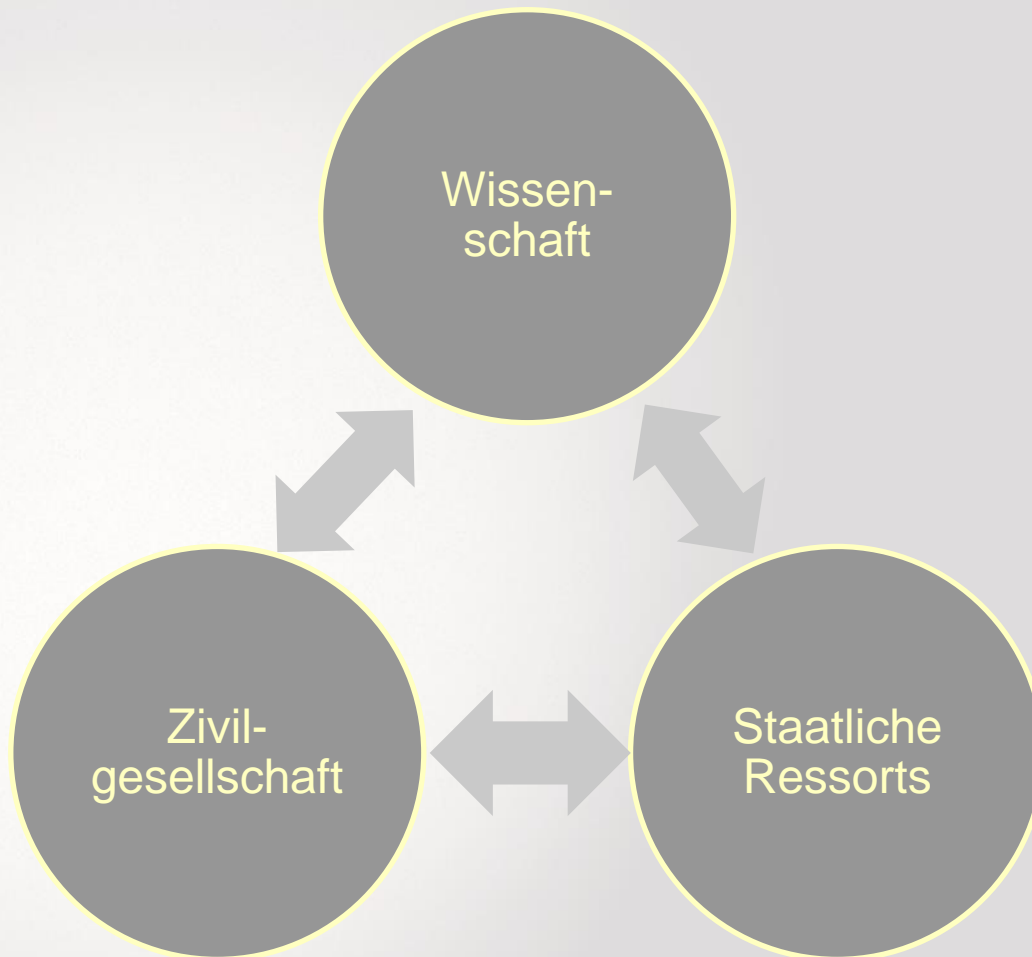 Wissen-
schaft
Zivil-
gesellschaft
Staatliche
Ressorts